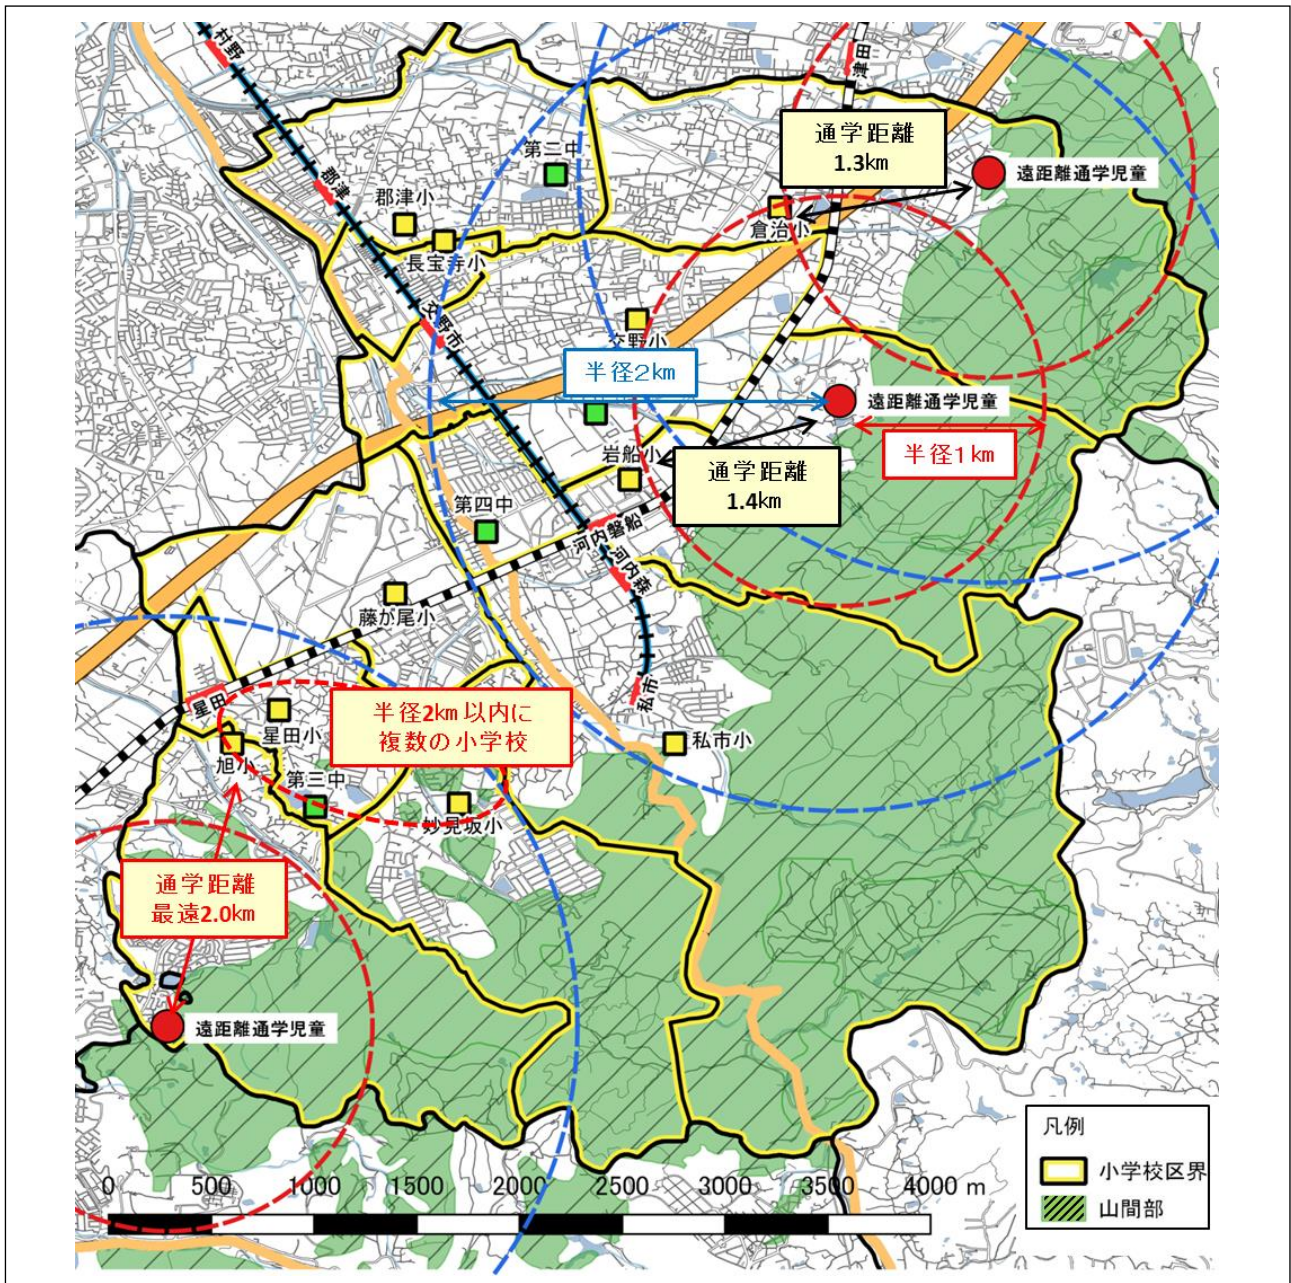 村野
津田
通学距離
1.3km
第二中
遠距離通学児童
郡津
郡津小
倉治小
長宝寺小
交野市
交野小
半径2km
遠距離通学児童
岩船小
半径1km
通学距離
1.4km
第四中
河内磐船
河内森
藤が尾小
星田
私市
半径2km以内に
複数の小学校
星田小
私市小
旭小
第三中
妙見坂小
通学距離
最遠2.0km
遠距離通学児童
凡例
小学校区界
山間部
0 500 1000 1500 2000 2500 3000 3500 4000 m